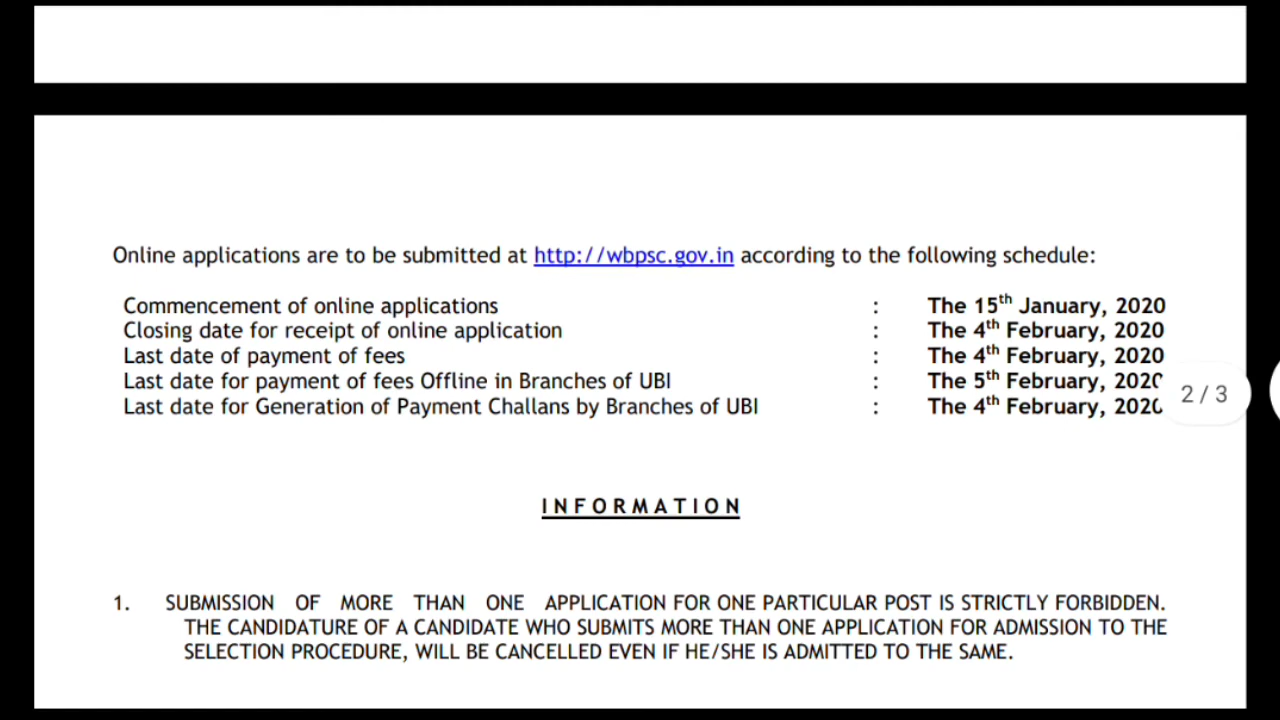 Online applications are to be submitted at http://wbpsc.gov.in according to the following schedule:
Commencement of online applications : The 15th January, 2020
Closing date for receipt of online application : The 4th February, 2020
Last date of payment of fees : The 4th February, 2020
Last date for payment of fees Offline in Branches of UBI : The 5th February, 2020
Last date for Generation of Payment Challans by Branches of UBI : The 4th February, 2020
2 / 3
INFORMATION
1. SUBMISSION OF MORE THAN ONE APPLICATION FOR ONE PARTICULAR POST IS STRICTLY FORBIDDEN.
THE CANDIDATURE OF A CANDIDATE WHO SUBMITS MORE THAN ONE APPLICATION FOR ADMISSION TO THE
SELECTION PROCEDURE, WILL BE CANCELLED EVEN IF HE/SHE IS ADMITTED TO THE SAME.